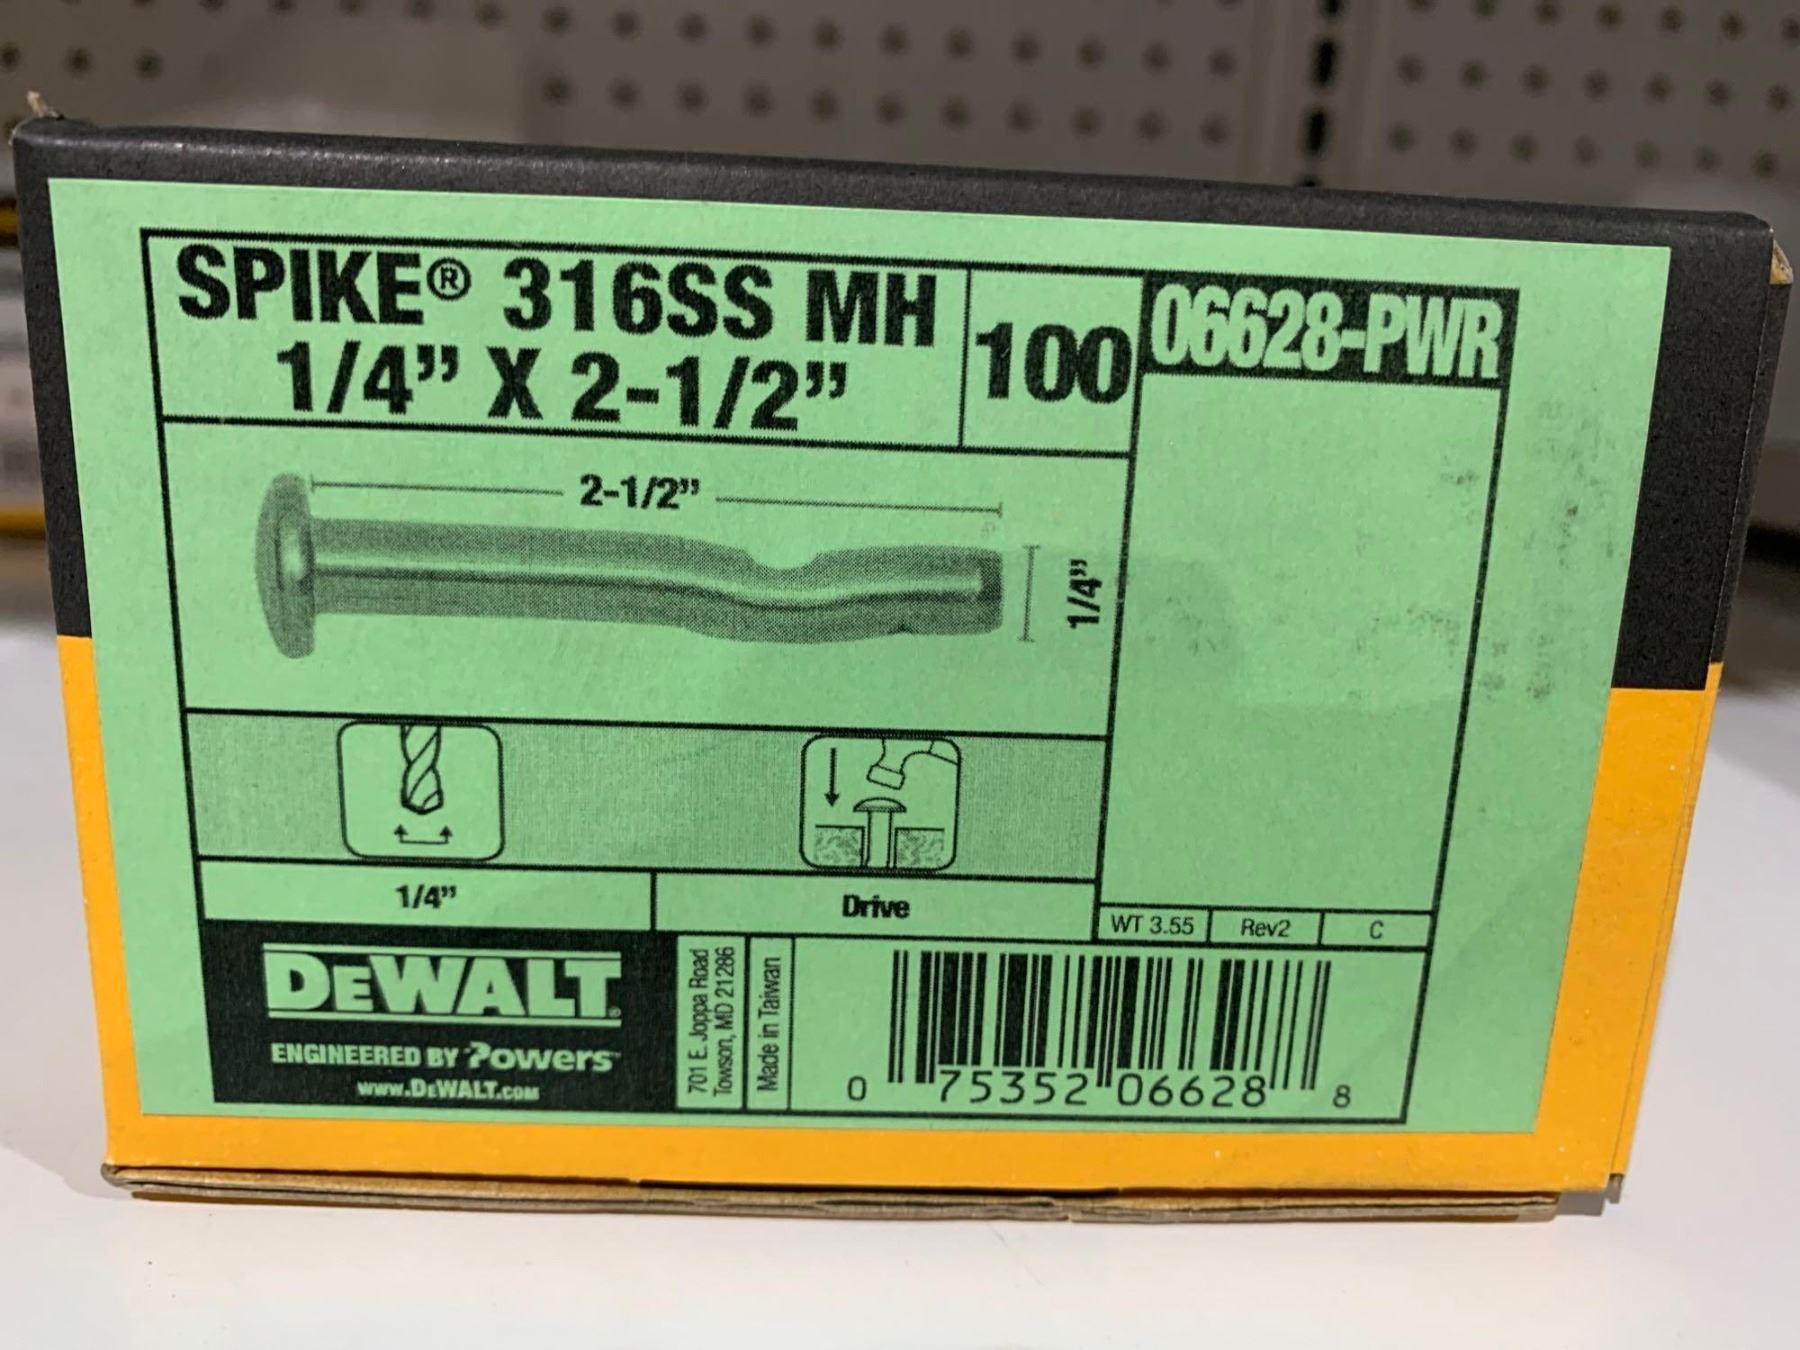 SPIKE® 316SS MH
1/4” X 2-1/2”
100
06628-PWR
2-1/2”
1/4”
1/4”
Drive
WT 3.55
Rev2
C
DEWALT
ENGINEERED BY Powers™
www.DEWALT.com
701 E. Joppa Road
Towson, MD 21286
Made in Taiwan
0 75352 06628 8